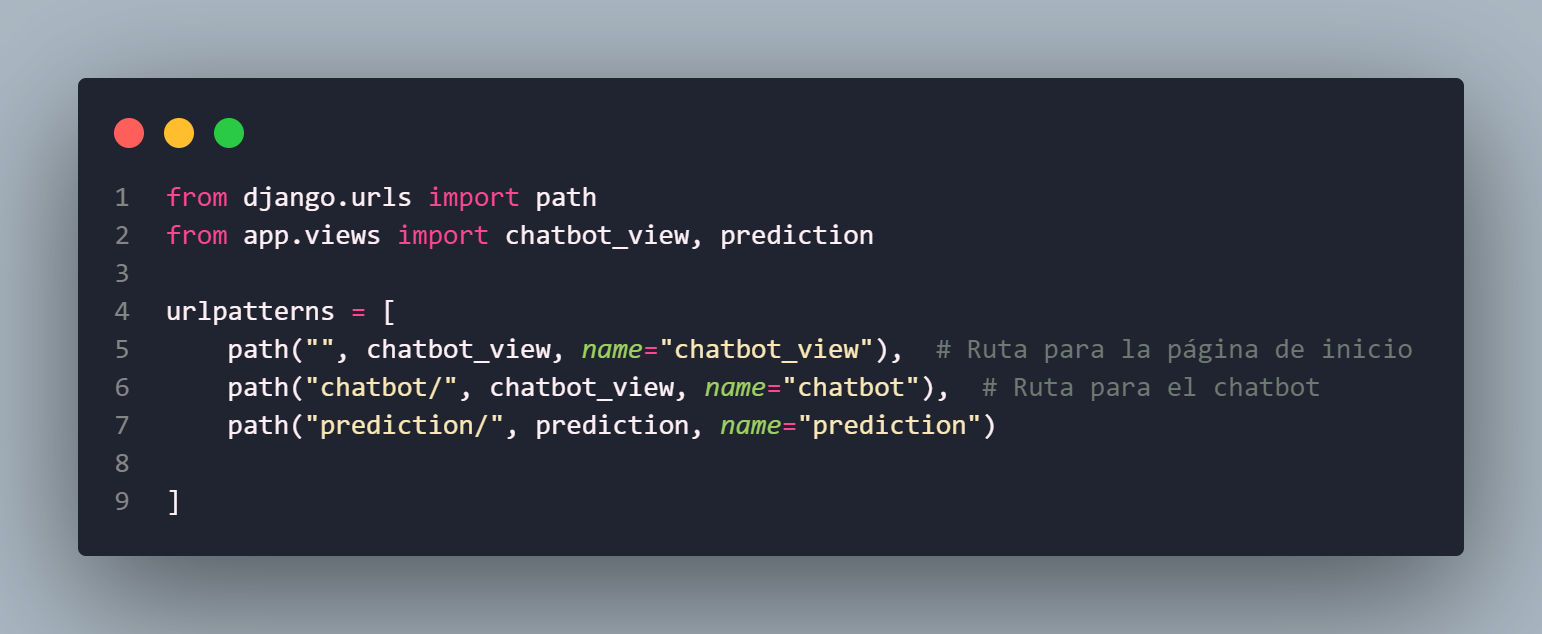 1 from django.urls import path
2 from app.views import chatbot_view, prediction
3
4 urlpatterns = [
5     path("", chatbot_view, name="chatbot_view"),  # Ruta para la página de inicio
6     path("chatbot/", chatbot_view, name="chatbot"),  # Ruta para el chatbot
7     path("prediction/", prediction, name="prediction")
8
9 ]